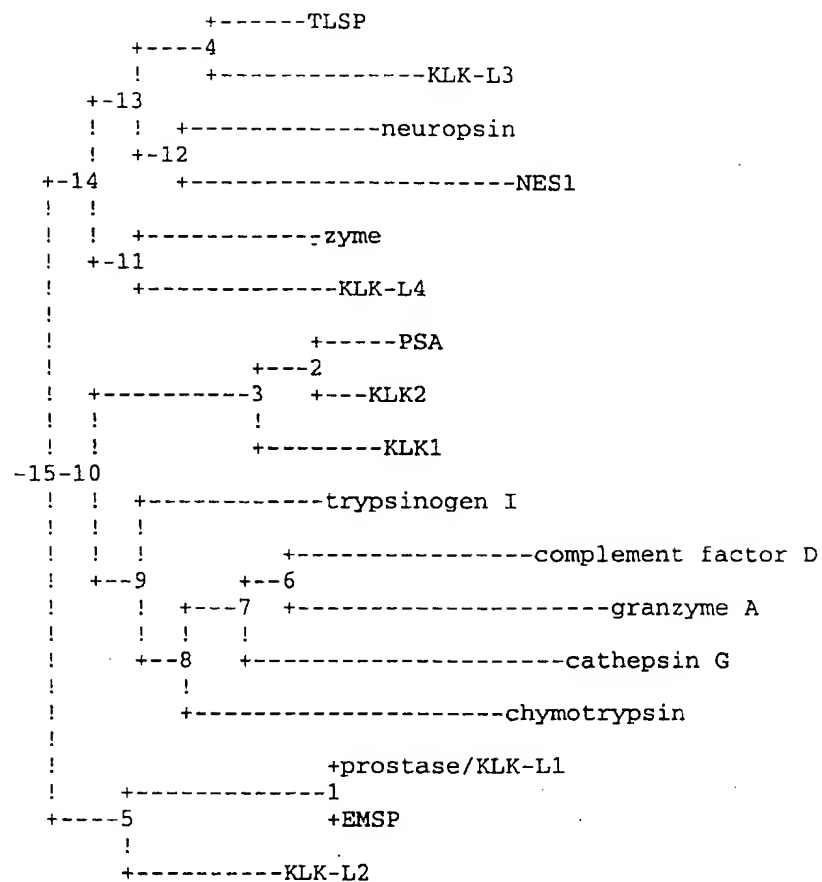 +------TLSP
+----4
! +--------------KLK-L3
+-13
! ! +-------------neuropsin
! +-12
+-14 +---------------------NES1
! !
! ! +------------zyme
! +-11
! +------------KLK-L4
!
! +-----PSA
! +---2
! +-----------3 +---KLK2
! ! !
! ! +--------KLK1
-15-10
! ! +------------trypsinogen I
! ! !
! ! ! +---------------complement factor D
! +--9 +--6
! ! +---7 +-------------------granzyme A
! ! ! !
! +--8 +-------------------cathepsin G
! !
! +-------------------chymotrypsin
!
! +prostase/KLK-L1
! +------------1
+----5 +EMSP
!
+----------KLK-L2